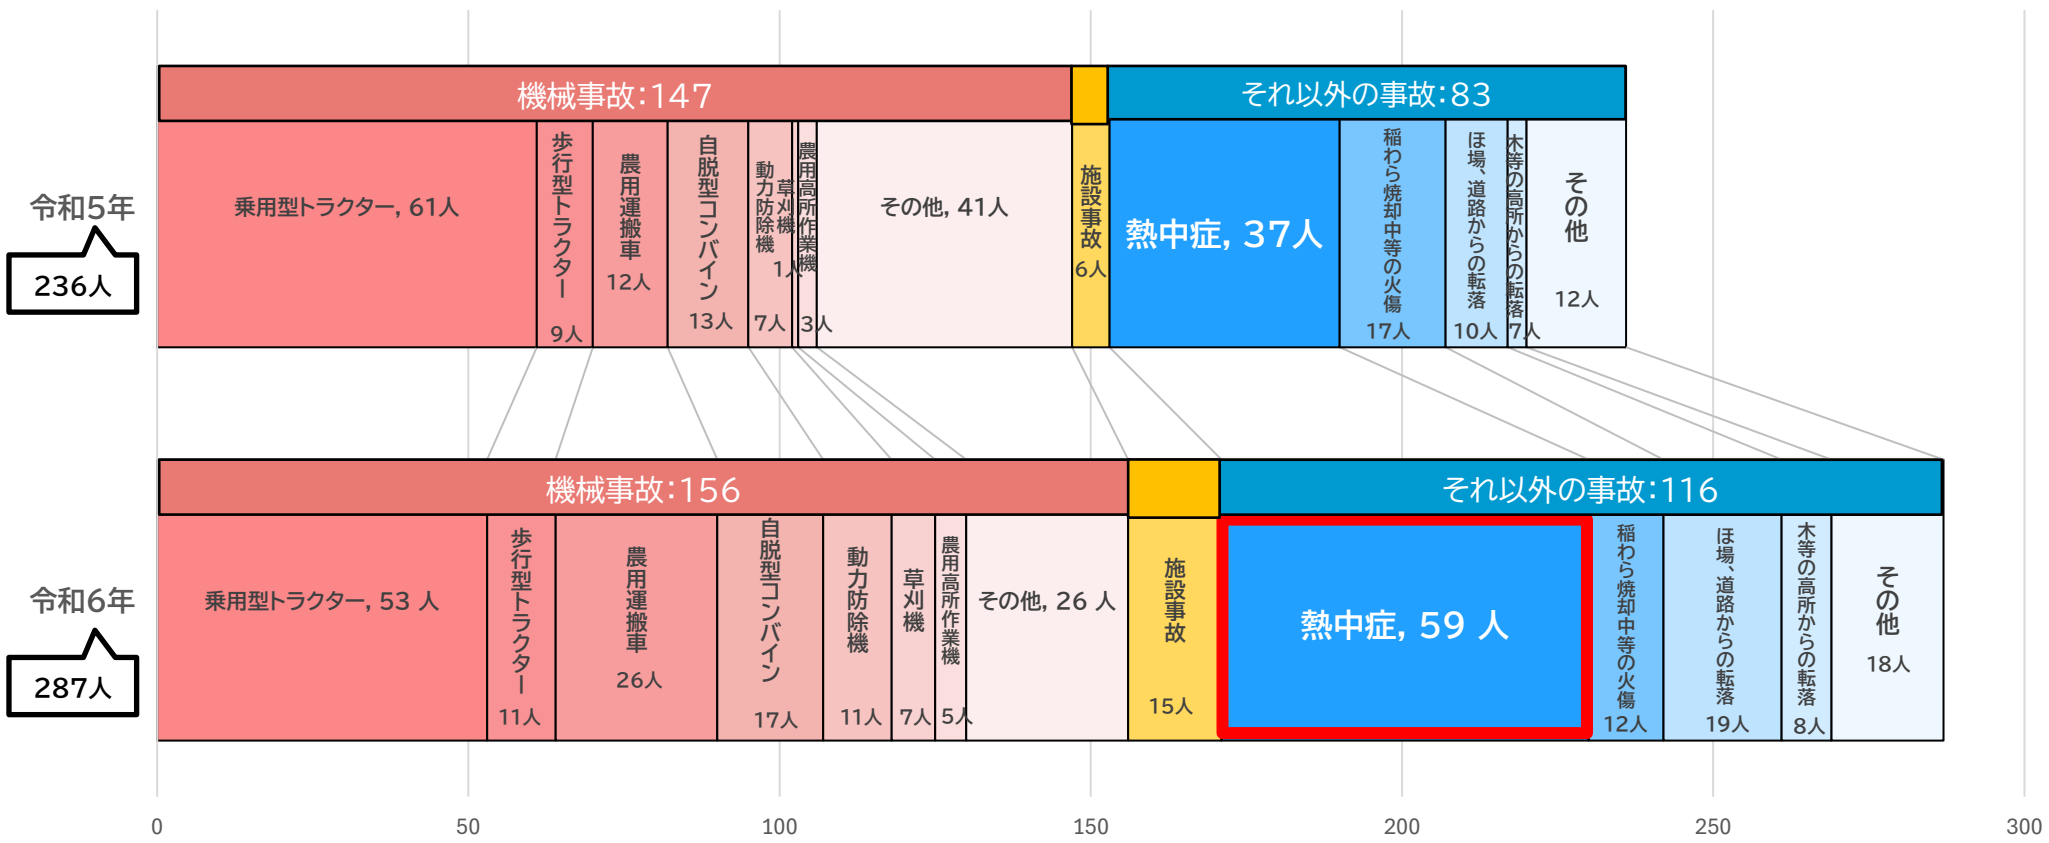 機械事故:147
それ以外の事故:83
令和5年
236人
乗用型トラクター, 61人
歩行型トラクター
9人
農用運搬車
12人
自脱型コンバイン
13人
動力防除機
7人
草刈機
1人
農用高所作業機
3人
その他, 41人
施設事故
6人
熱中症, 37人
稲わら焼却中等の火傷
17人
ほ場、道路からの転落
10人
木等の高所からの転落
7人
その他
12人
機械事故:156
それ以外の事故:116
令和6年
287人
乗用型トラクター, 53 人
歩行型トラクター
11人
農用運搬車
26人
自脱型コンバイン
17人
動力防除機
11人
草刈機
7人
農用高所作業機
5人
その他, 26 人
施設事故
15人
熱中症, 59 人
稲わら焼却中等の火傷
12人
ほ場、道路からの転落
19人
木等の高所からの転落
8人
その他
18人
0 50 100 150 200 250 300